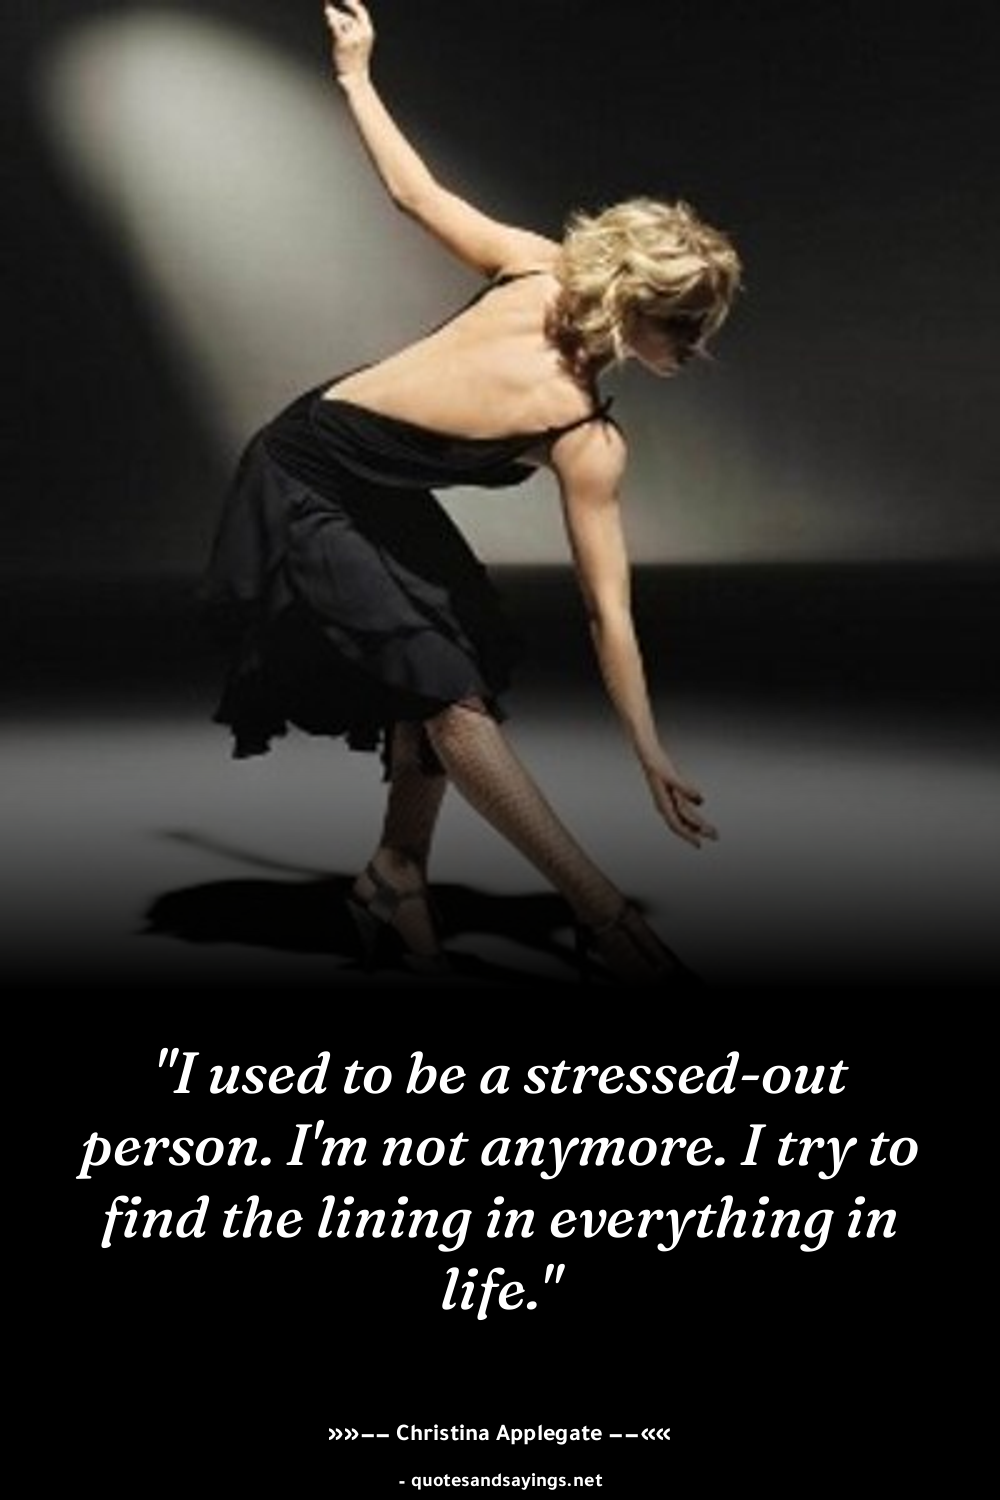 "I used to be a stressed-out
person. I'm not anymore. I try to
find the lining in everything in
life."
»»–– Christina Applegate ––««
- quotesandsayings.net